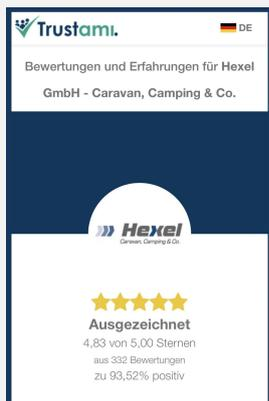 Trustami.
DE
Bewertungen und Erfahrungen für Hexel
GmbH - Caravan, Camping & Co.
Hexel
Caravan, Camping & Co.
Ausgezeichnet
4,83 von 5,00 Sternen
aus 332 Bewertungen
zu 93,52% positiv